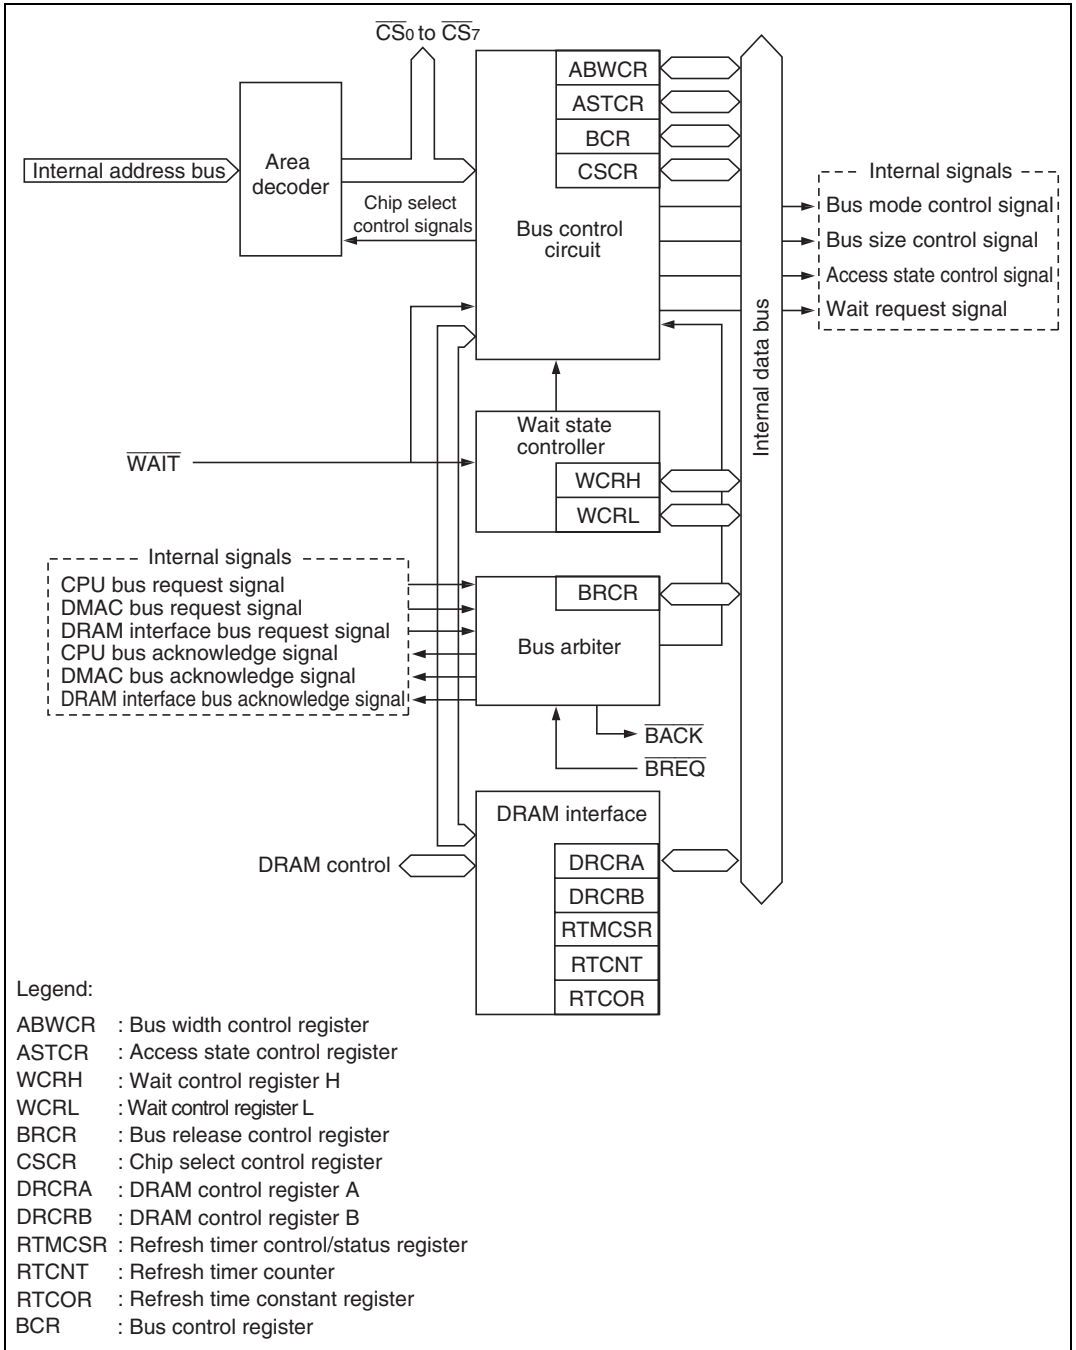 CS0 to CS7
ABWCR
ASTCR
BCR
CSCR
Internal address bus
Area
decoder
Chip select
control signals
Bus control
circuit
Internal signals
Bus mode control signal
Bus size control signal
Access state control signal
Wait request signal
Internal data bus
WAIT
Wait state
controller
WCRH
WCRL
Internal signals
CPU bus request signal
DMAC bus request signal
DRAM interface bus request signal
CPU bus acknowledge signal
DMAC bus acknowledge signal
DRAM interface bus acknowledge signal
BRCR
Bus arbiter
BACK
BREQ
DRAM interface
DRAM control
DRCRA
DRCRB
RTMCSR
RTCNT
RTCOR
Legend:
ABWCR : Bus width control register
ASTCR : Access state control register
WCRH : Wait control register H
WCRL : Wait control register L
BRCR : Bus release control register
CSCR : Chip select control register
DRCRA : DRAM control register A
DRCRB : DRAM control register B
RTMCSR : Refresh timer control/status register
RTCNT : Refresh timer counter
RTCOR : Refresh time constant register
BCR : Bus control register